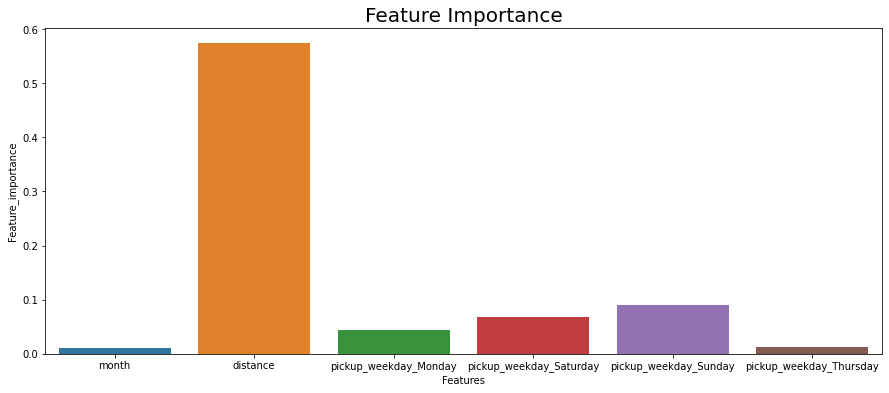 Feature Importance
Feature_importance
0.6
0.5
0.4
0.3
0.2
0.1
0.0
month distance pickup_weekday_Monday pickup_weekday_Saturday pickup_weekday_Sunday pickup_weekday_Thursday
Features